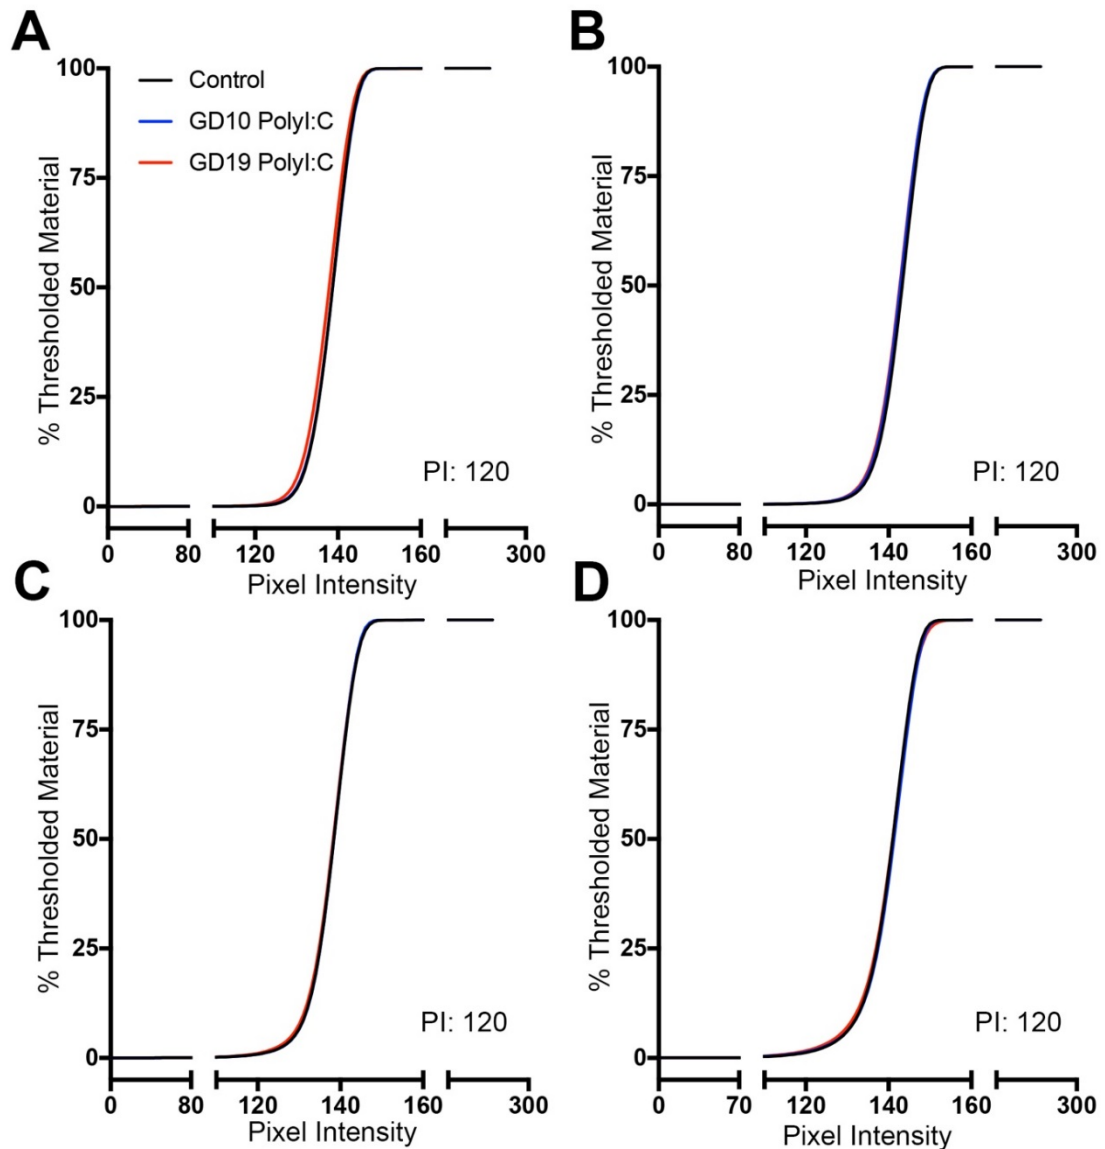 A
% Thresholded Material
100
75
50
25
0
Control
GD10 PolyI:C
GD19 PolyI:C
PI: 120
0 80 120 140 160 300
Pixel Intensity
B
% Thresholded Material
100
75
50
25
0
PI: 120
0 80 120 140 160 300
Pixel Intensity
C
% Thresholded Material
100
75
50
25
0
PI: 120
0 80 120 140 160 300
Pixel Intensity
D
% Thresholded Material
100
75
50
25
0
PI: 120
0 70 120 140 160 300
Pixel Intensity